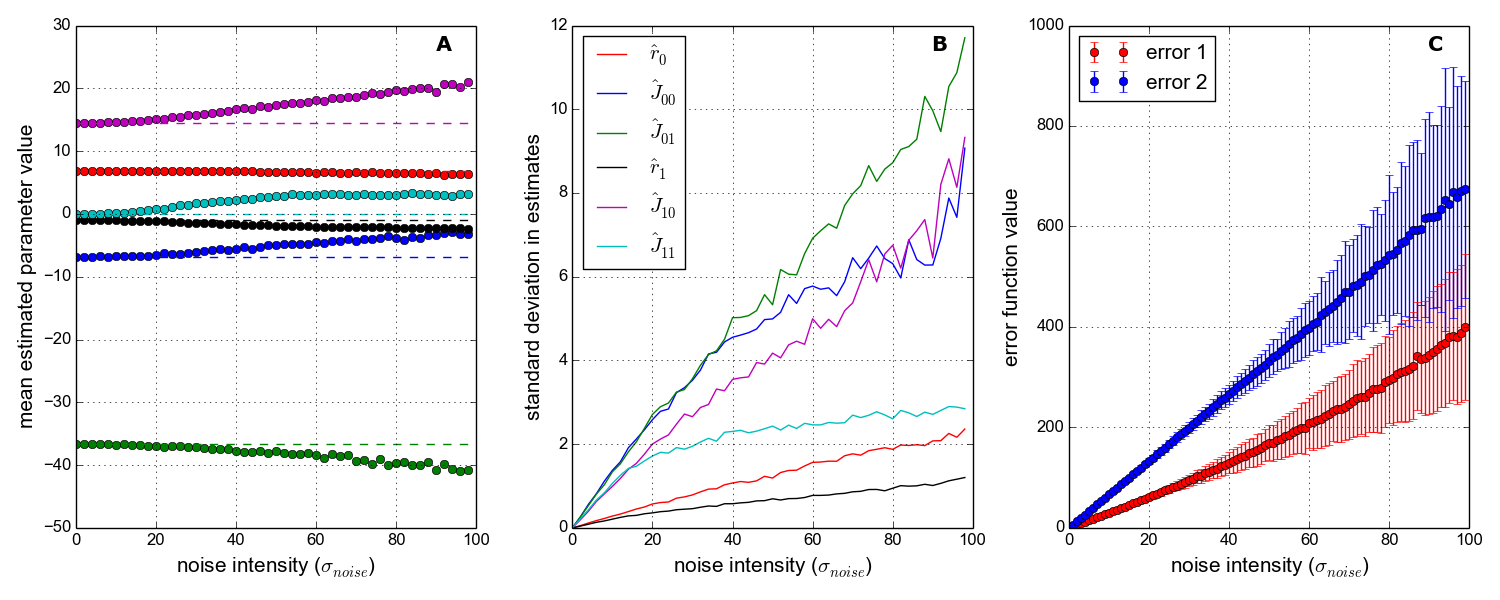 A
30
20
10
0
−10
−20
−30
−40
−50
0
20
40
60
80
100
mean estimated parameter value
noise intensity (σ_noise)
B
12
10
8
6
4
2
0
0
20
40
60
80
100
r̂₀
Ĵ₀₀
Ĵ₀₁
r̂₁
Ĵ₁₀
Ĵ₁₁
standard deviation in estimates
noise intensity (σ_noise)
C
1000
800
600
400
200
0
0
20
40
60
80
100
error 1
error 2
error function value
noise intensity (σ_noise)